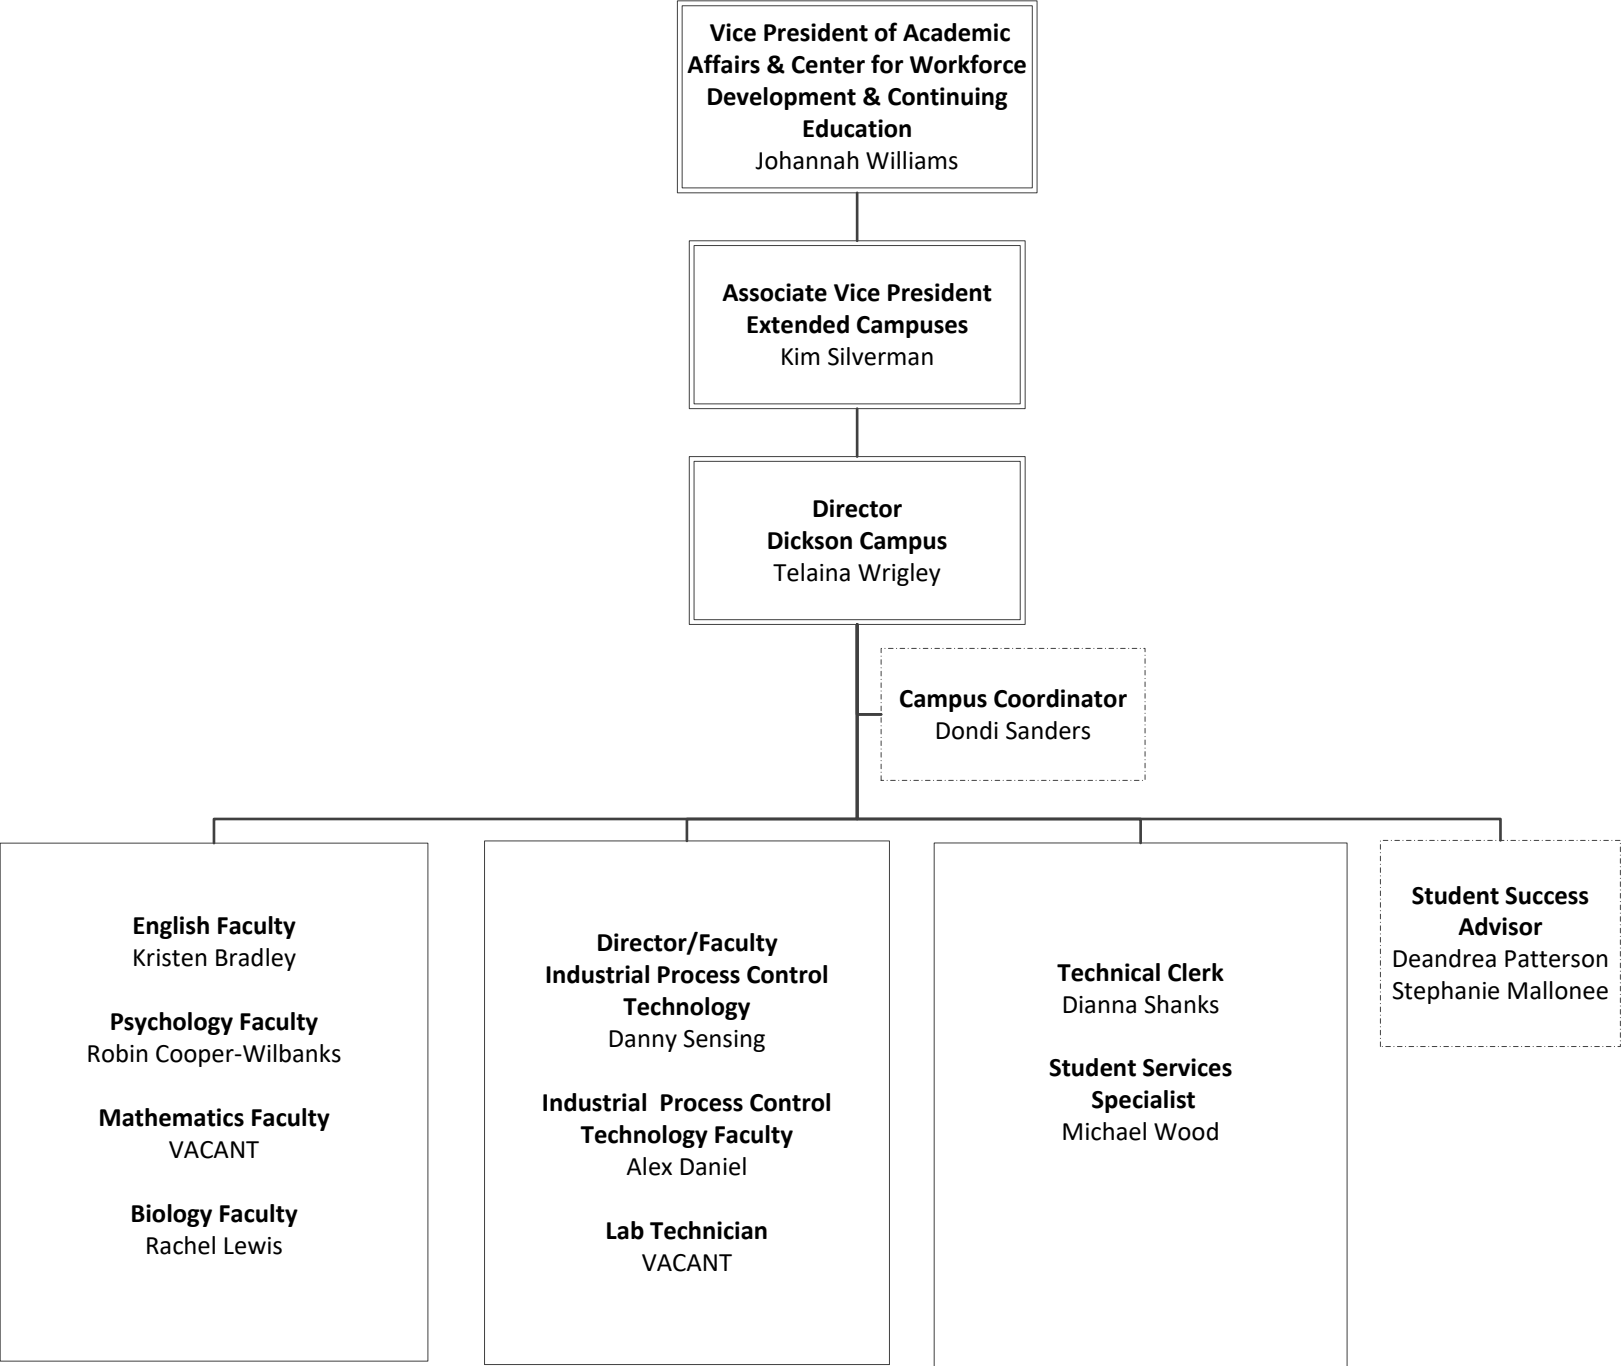 Vice President of Academic
Affairs & Center for Workforce
Development & Continuing
Education
Johannah Williams
Associate Vice President
Extended Campuses
Kim Silverman
Director
Dickson Campus
Telaina Wrigley
Campus Coordinator
Dondi Sanders
English Faculty
Kristen Bradley
Psychology Faculty
Robin Cooper-Wilbanks
Mathematics Faculty
VACANT
Biology Faculty
Rachel Lewis
Director/Faculty
Industrial Process Control
Technology
Danny Sensing
Industrial  Process Control
Technology Faculty
Alex Daniel
Lab Technician
VACANT
Technical Clerk
Dianna Shanks
Student Services
Specialist
Michael Wood
Student Success
Advisor
Deandrea Patterson
Stephanie Mallonee